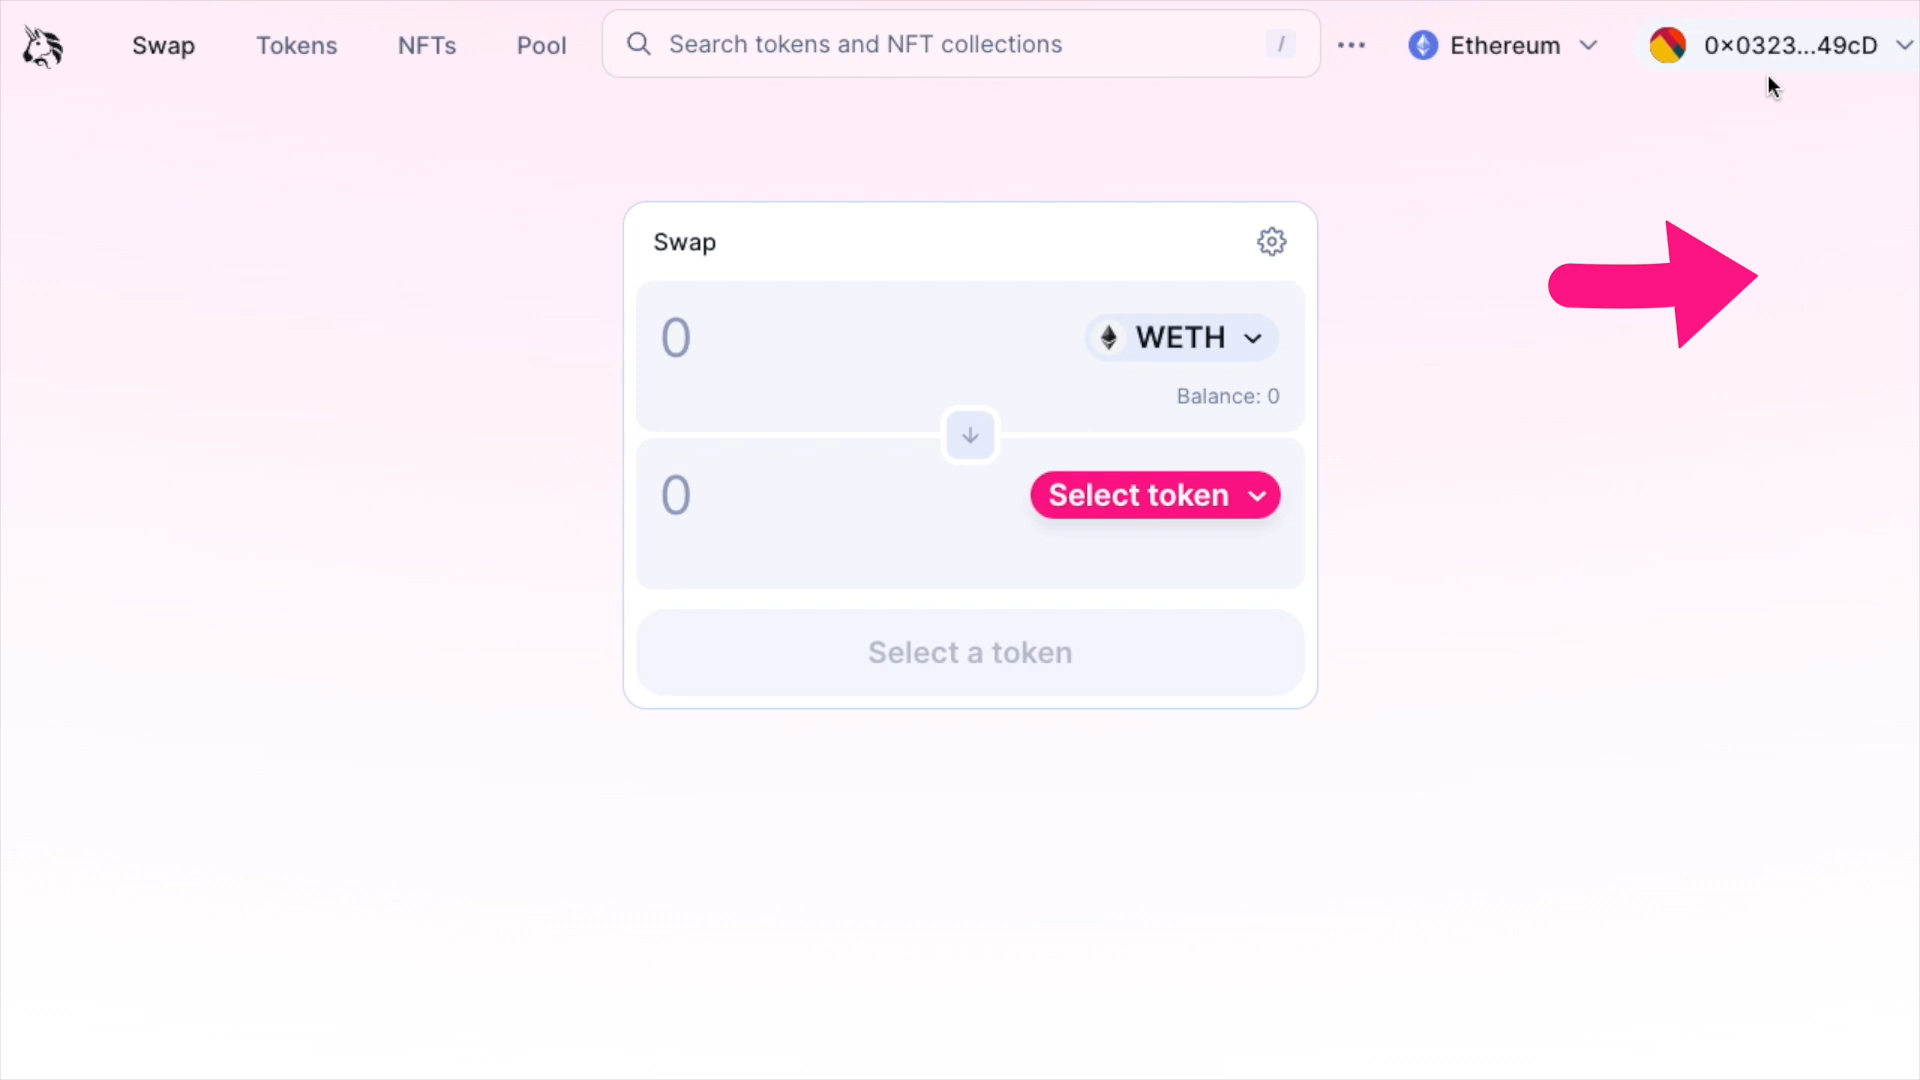 Swap
Tokens
NFTs
Pool
Search tokens and NFT collections
/
Ethereum
0x0323...49cD
Swap
0
WETH
Balance: 0
0
Select token
Select a token